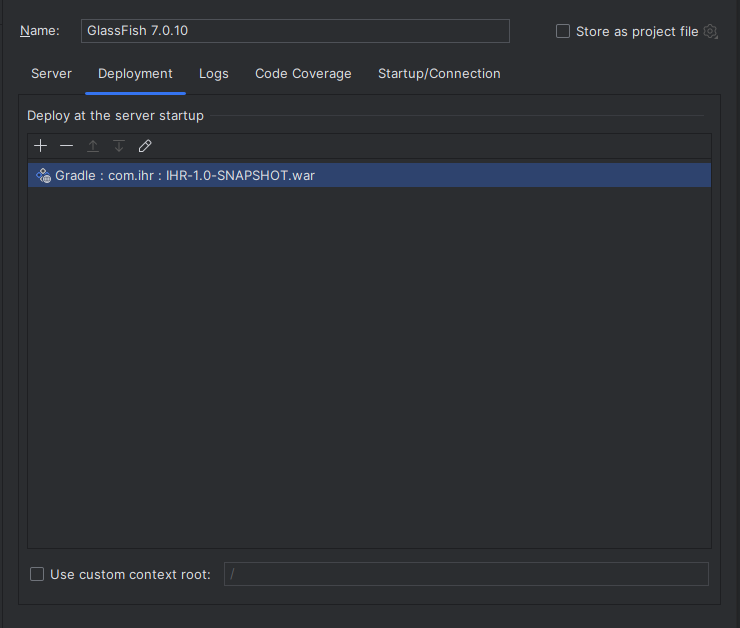 Name: GlassFish 7.0.10 Store as project file
Server Deployment Logs Code Coverage Startup/Connection
Deploy at the server startup
Gradle : com.ihr : IHR-1.0-SNAPSHOT.war
Use custom context root: /